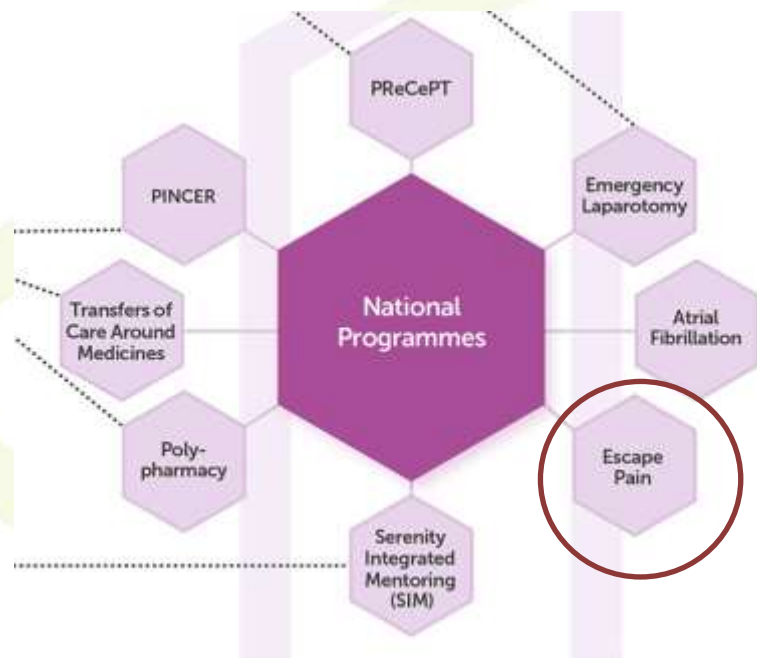 PReCePT
PINCER
Emergency
Laparotomy
Transfers of
Care Around
Medicines
National
Programmes
Atrial
Fibrillation
Poly-
pharmacy
Escape
Pain
Serenity
Integrated
Mentoring
(SIM)